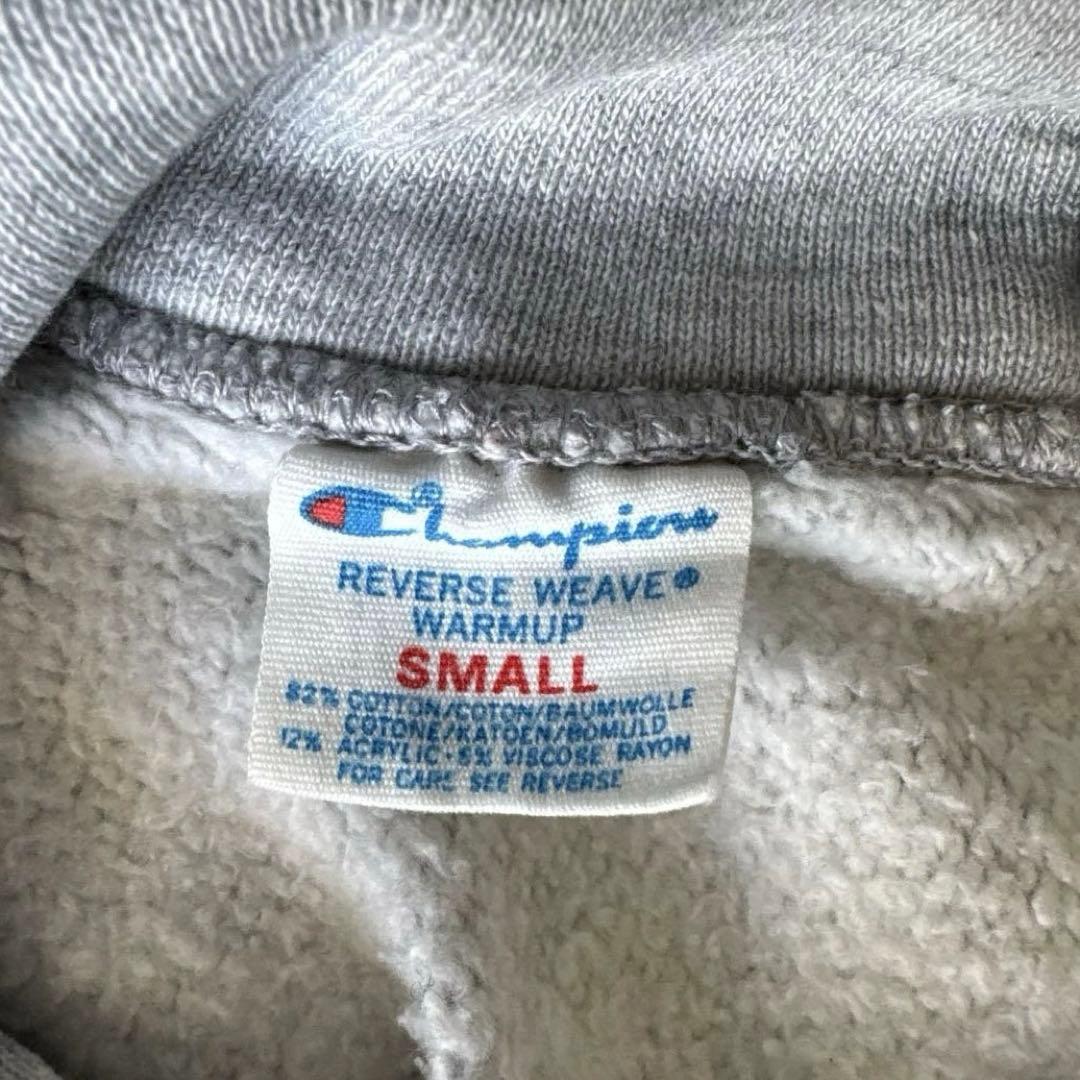 Champion®
REVERSE WEAVE®
WARMUP
SMALL
82% COTTON/COTON/BAUMWOLLE
COTONE/KATOEN/BOMULD
12% ACRYLIC·6% VISCOSE RAYON
FOR CARE SEE REVERSE